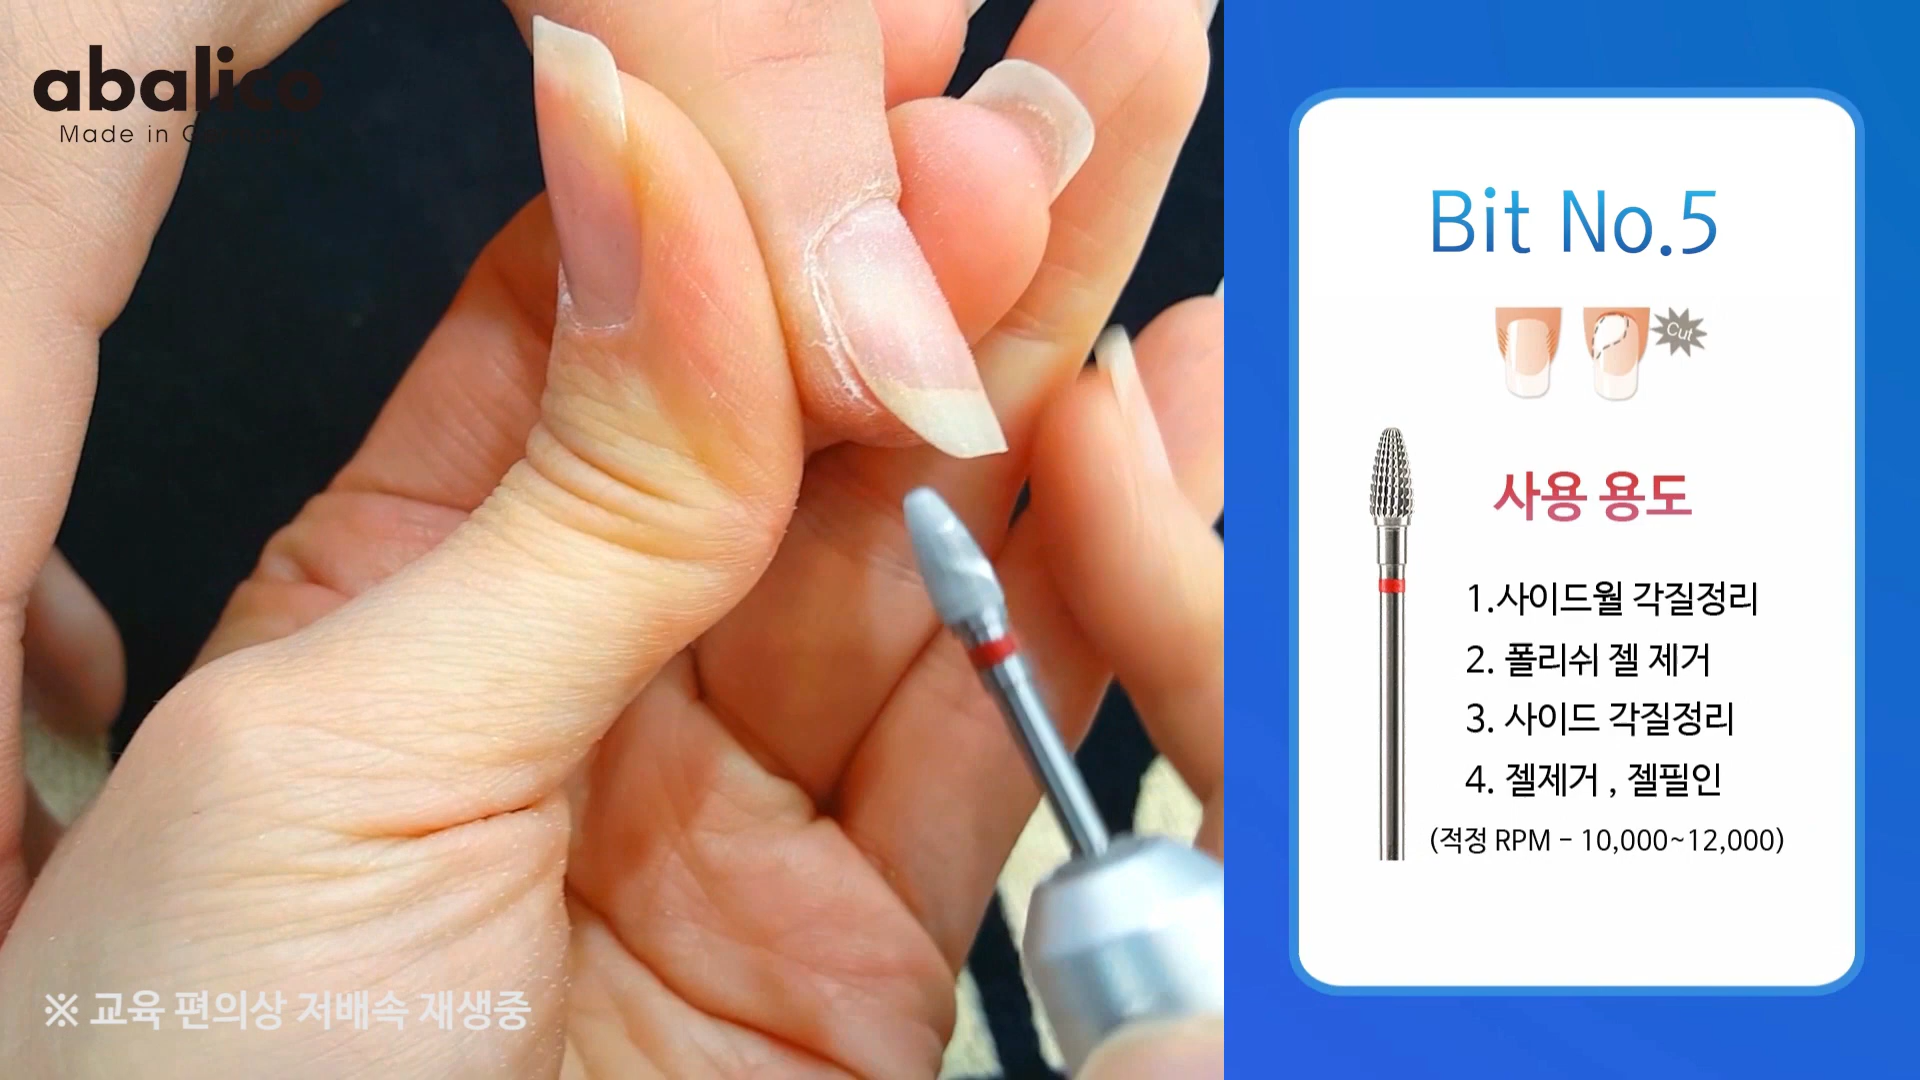 abalico
Made in Germany
※ 교육 편의상 저배속 재생중
Bit No.5
Cut
사용 용도
1.사이드월 각질정리
2. 폴리쉬 젤 제거
3. 사이드 각질정리
4. 젤제거 , 젤필인
(적정 RPM - 10,000~12,000)